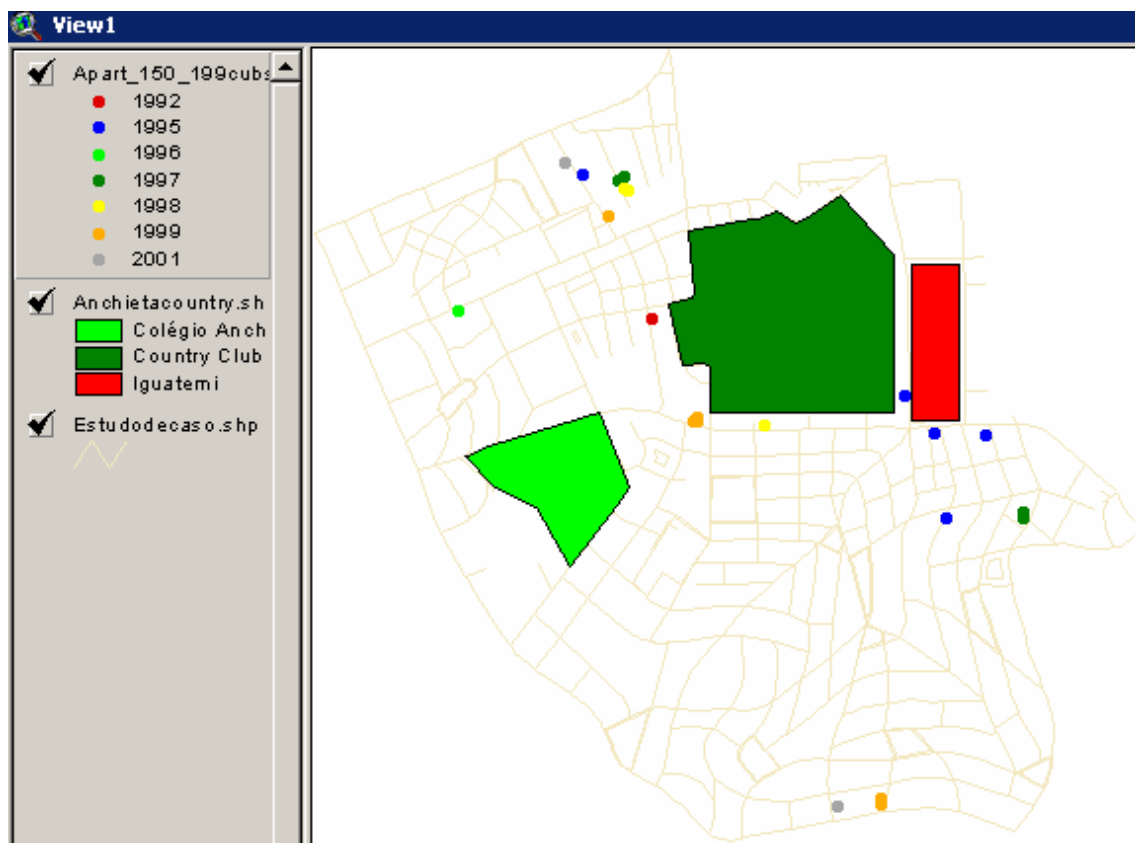 View1
Apart_150_199cubs
1992
1995
1996
1997
1998
1999
2001
Anchietacountry.sh
Colégio Anch
Country Club
Iguatemi
Estudodecaso.shp